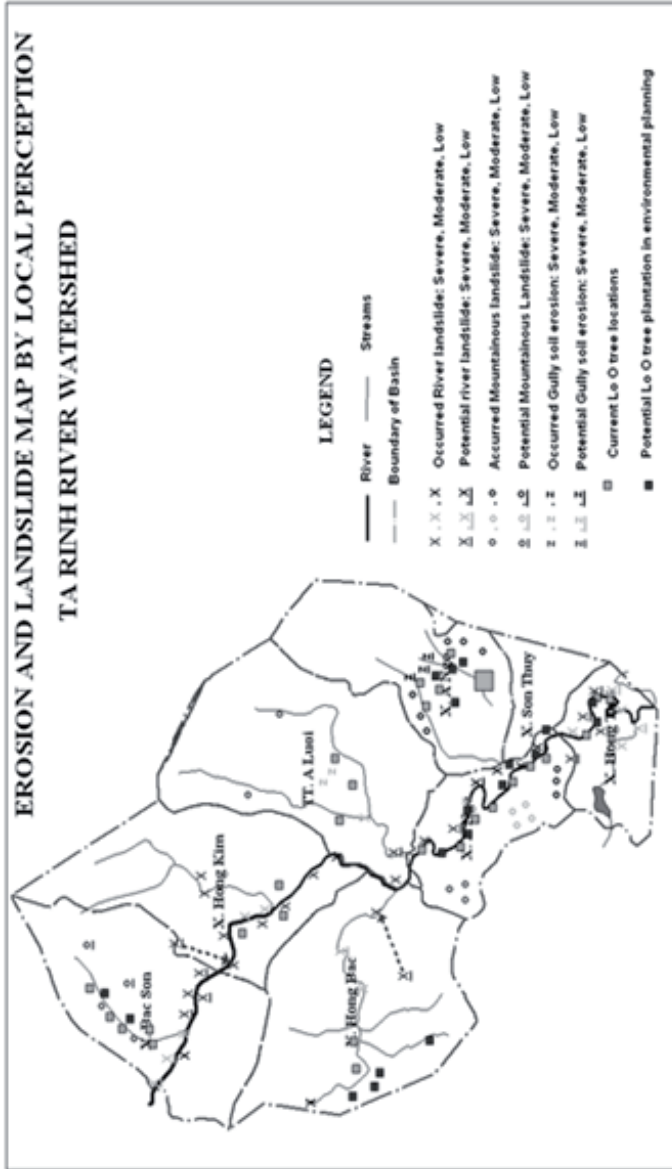 EROSION AND LANDSLIDE MAP BY LOCAL PERCEPTION
TA RINH RIVER WATERSHED
LEGEND
River
Streams
Boundary of Basin
Occurred River landslide: Severe, Moderate, Low
Potential river landslide: Severe, Moderate, Low
Accurred Mountainous landslide: Severe, Moderate, Low
Potential Mountainous Landslide: Severe, Moderate, Low
Occurred Gully soil erosion: Severe, Moderate, Low
Potential Gully soil erosion: Severe, Moderate, Low
Current Lo O tree locations
Potential Lo O tree plantation in environmental planning
Bac Son
X. Hong Kim
TT. A Luoi
Hong Bac
X. Son Thuy
X. Hong